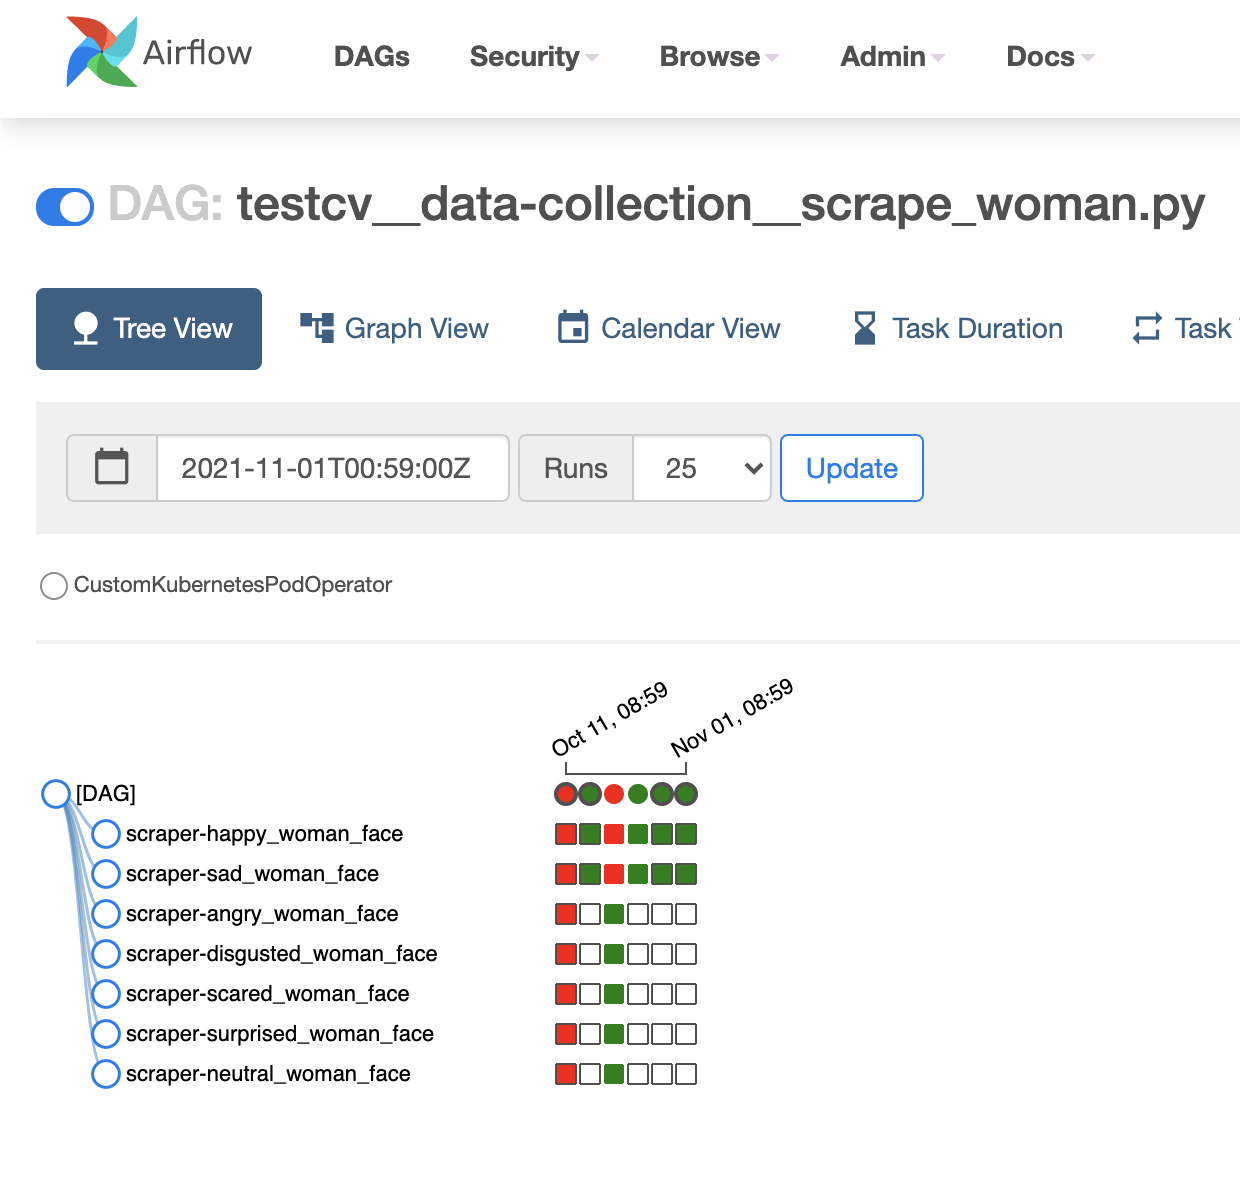 Airflow DAGs Security Browse Admin Docs
DAG: testcv__data-collection__scrape_woman.py
Tree View Graph View Calendar View Task Duration Task
2021-11-01T00:59:00Z Runs 25 Update
CustomKubernetesPodOperator
Oct 11, 08:59 Nov 01, 08:59
[DAG]
scraper-happy_woman_face
scraper-sad_woman_face
scraper-angry_woman_face
scraper-disgusted_woman_face
scraper-scared_woman_face
scraper-surprised_woman_face
scraper-neutral_woman_face